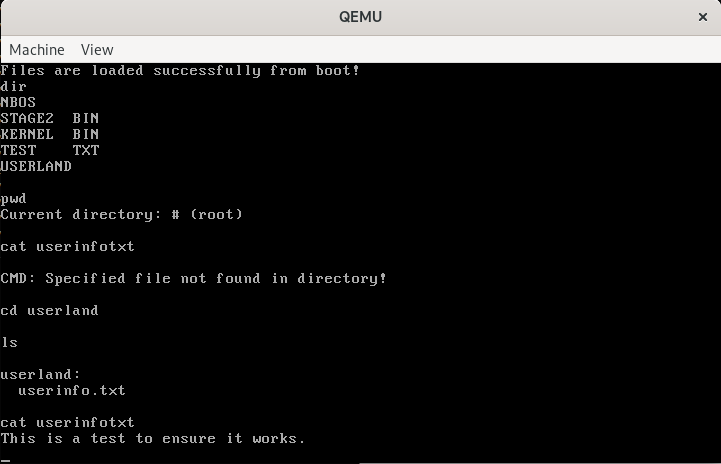 QEMU
×
Machine View
Files are loaded successfully from boot!
dir
NBOS
STAGE2  BIN
KERNEL  BIN
TEST    TXT
USERLAND
pwd
Current directory: # (root)
cat userinfotxt
CMD: Specified file not found in directory!
cd userland
ls
userland:
  userinfo.txt
cat userinfotxt
This is a test to ensure it works.
_